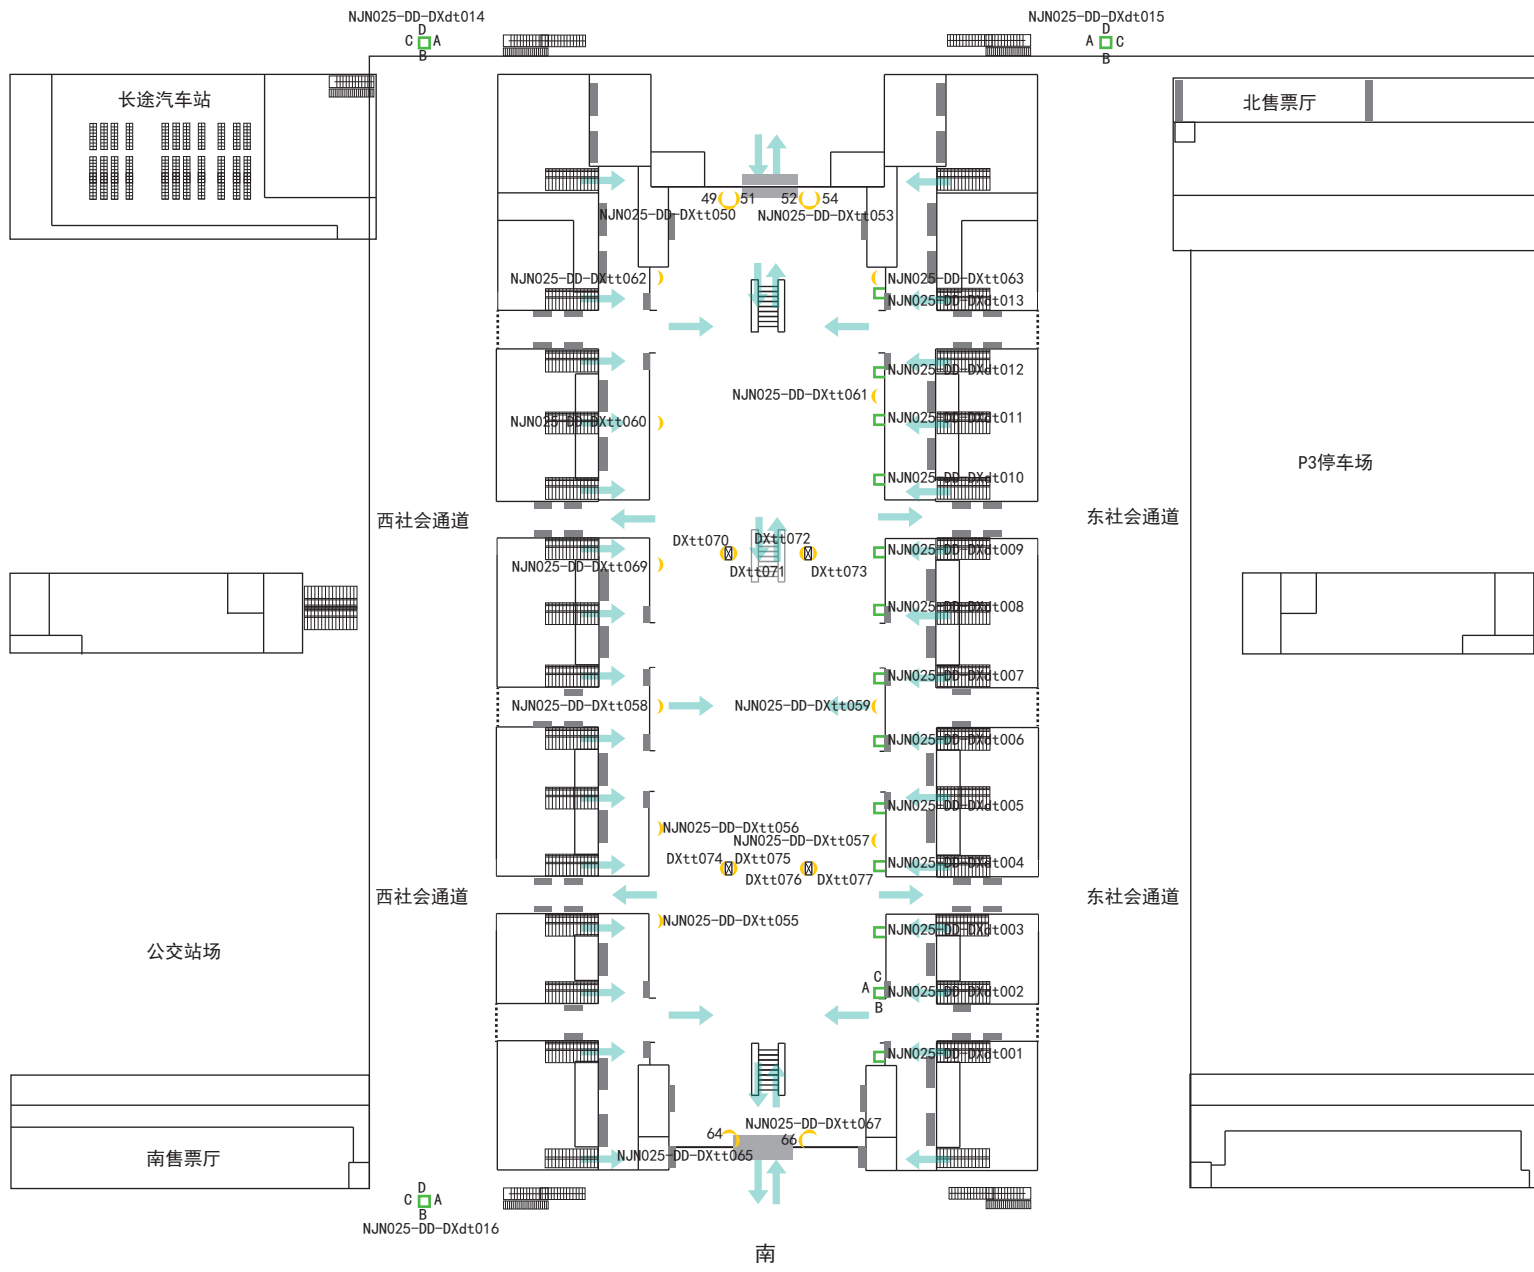 NJN025-DD-DXdt014
D
C A
B
NJN025-DD-DXdt015
D
A C
B
长途汽车站
北售票厅
49 51 52 54
NJN025-DD-DXtt050
NJN025-DD-DXtt053
NJN025-DD-DXtt062
NJN025-DD-DXtt063
NJN025-DD-DXdt013
NJN025-DD-DXdt012
NJN025-DD-DXtt061
NJN025-DD-DXtt060
NJN025-DD-DXdt011
P3停车场
NJN025-DD-DXdt010
西社会通道
东社会通道
DXtt070
DXtt072
NJN025-DD-DXdt009
NJN025-DD-DXtt069
DXtt071
DXtt073
NJN025-DD-DXdt008
NJN025-DD-DXdt007
NJN025-DD-DXtt058
NJN025-DD-DXtt059
NJN025-DD-DXdt006
NJN025-DD-DXdt005
NJN025-DD-DXtt056
NJN025-DD-DXtt057
DXtt074
DXtt075
NJN025-DD-DXdt004
DXtt076
DXtt077
西社会通道
东社会通道
NJN025-DD-DXtt055
NJN025-DD-DXdt003
公交站场
C
A
B
NJN025-DD-DXdt002
NJN025-DD-DXdt001
NJN025-DD-DXtt067
64
66
NJN025-DD-DXtt065
南售票厅
D
C A
B
NJN025-DD-DXdt016
南